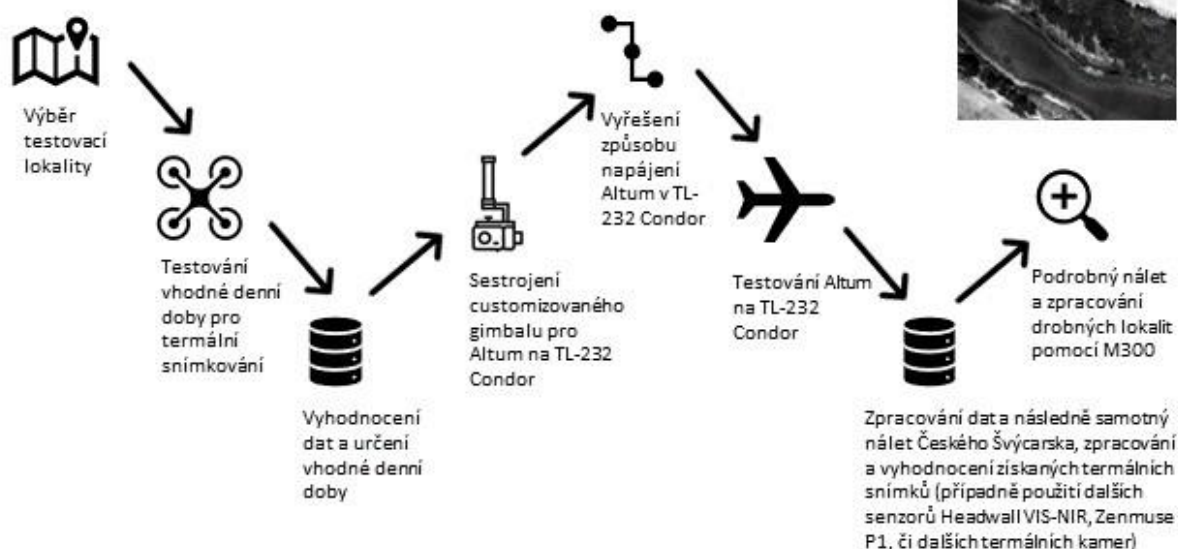 Výběr
testovací
lokality
Testování
vhodné denní
doby pro
termální
snímkování
Vyhodnocení
dat a určení
vhodné denní
doby
Sestrojení
customizovaného
gimbalu pro
Altum na TL-232
Condor
Vyřešení
způsobu
napájení
Altum v TL-
232 Condor
Testování Altum
na TL-232
Condor
Zpracování dat a následně samotný
nálet Českého Švýcarska, zpracování
a vyhodnocení získaných termálních
snímků (případně použití dalších
senzorů Headwall VIS-NIR, Zenmuse
P1, či dalších termálních kamer)
Podrobný nálet
a zpracování
drobných lokalit
pomocí M300